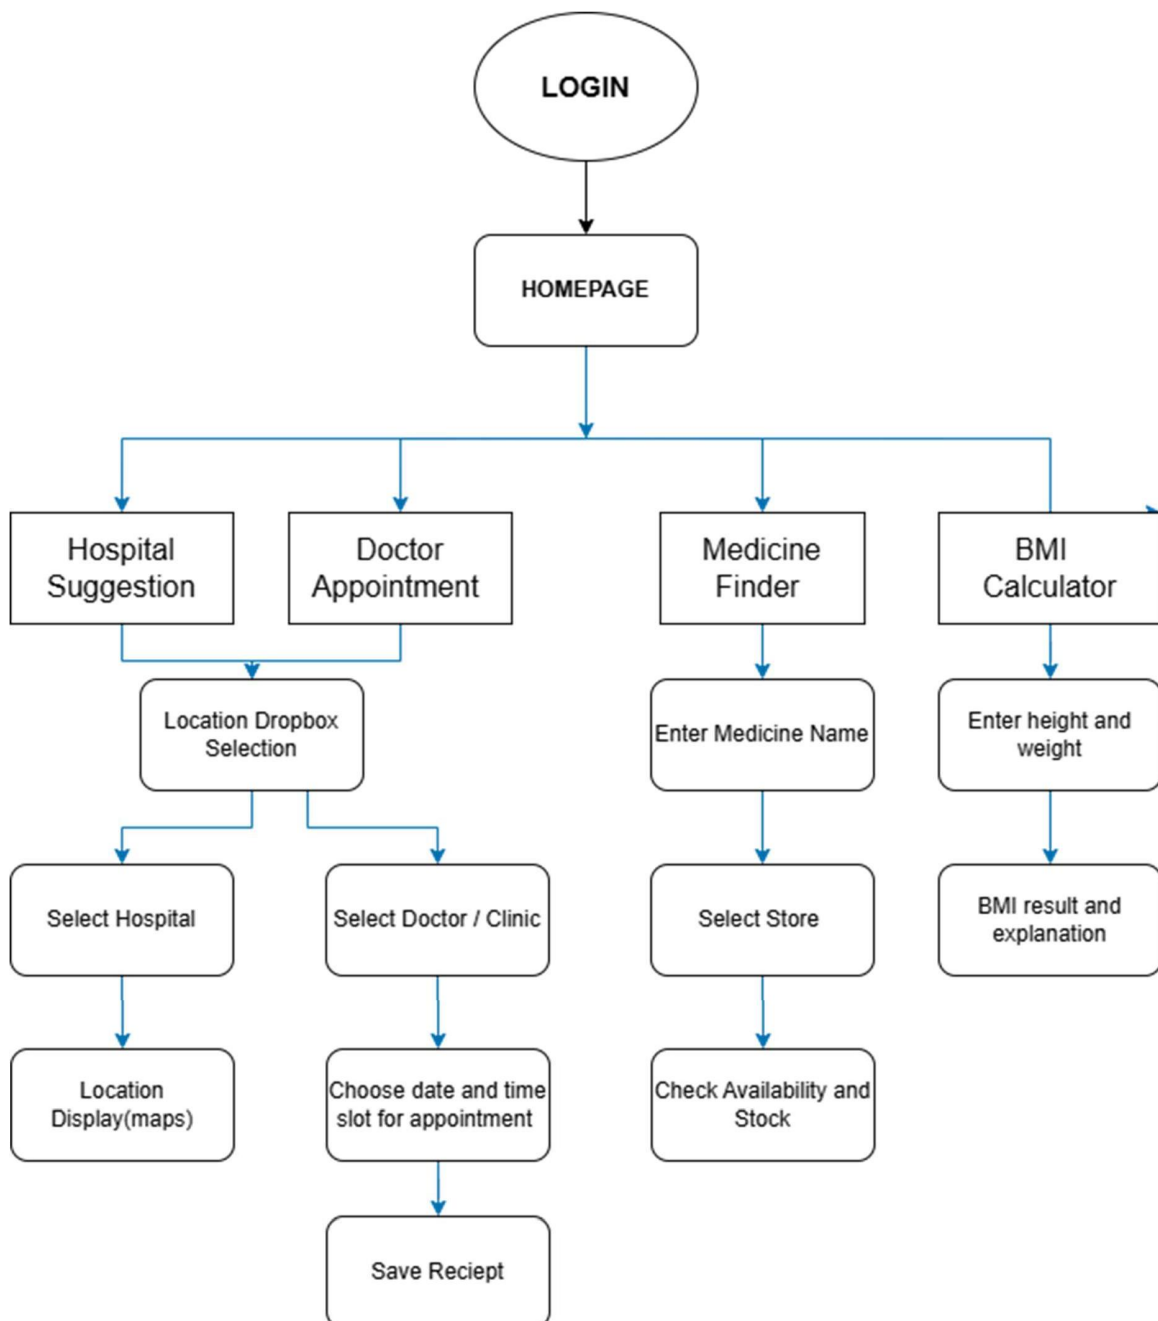 LOGIN
HOMEPAGE
Hospital
Suggestion
Doctor
Appointment
Medicine
Finder
BMI
Calculator
Location Dropbox
Selection
Enter Medicine Name
Enter height and
weight
Select Hospital
Select Doctor / Clinic
Select Store
BMI result and
explanation
Location
Display(maps)
Choose date and time
slot for appointment
Check Availability and
Stock
Save Reciept